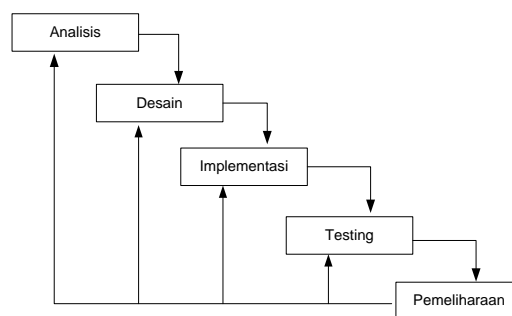 Analisis
Desain
Implementasi
Testing
Pemeliharaan